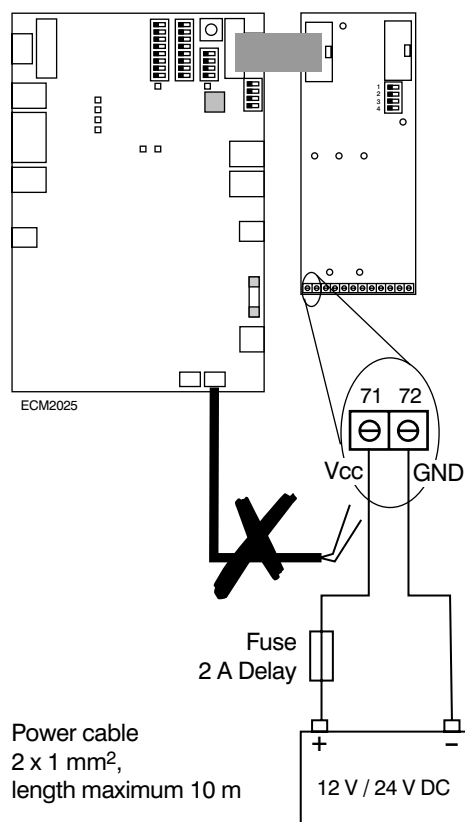 1
2
3
4
ECM2025
71 72
Vcc GND
Fuse
2 A Delay
Power cable
2 x 1 mm²,
length maximum 10 m
+ −
12 V / 24 V DC